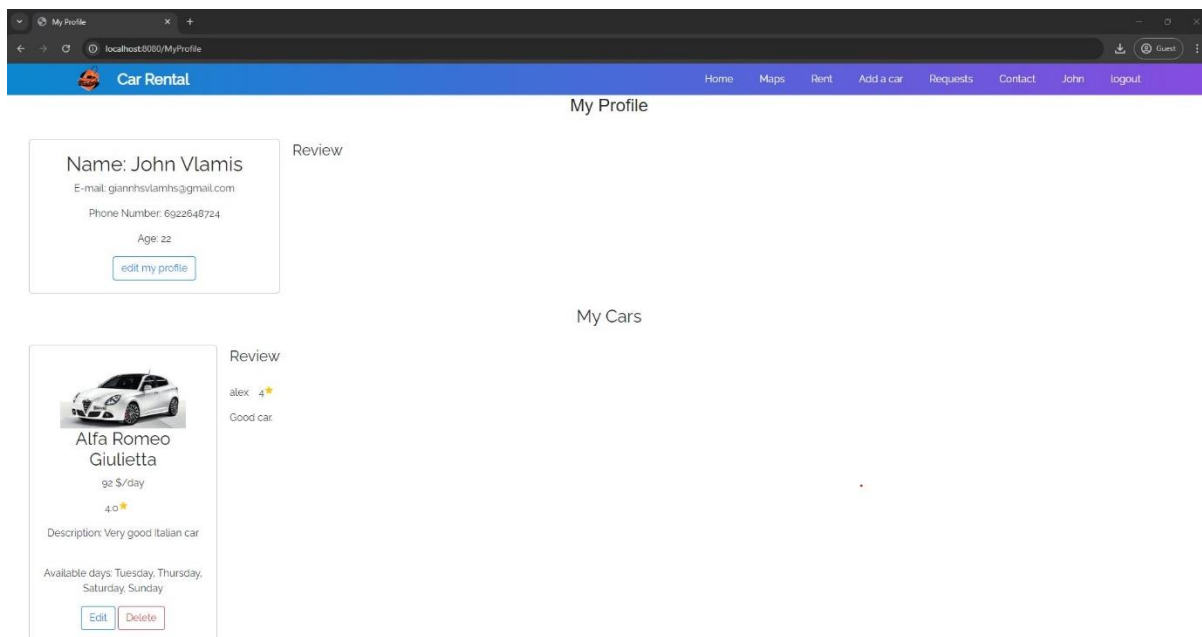 My Profile
localhost:8080/MyProfile
Guest
Car Rental
Home Maps Rent Add a car Requests Contact John logout
My Profile
Name: John Vlamis
E-mail: giannhsvlamhs@gmail.com
Phone Number: 6922648724
Age: 22
edit my profile
Review
My Cars
Alfa Romeo
Giulietta
92 $/day
4.0
Description: Very good Italian car
Available days: Tuesday, Thursday,
Saturday, Sunday
Edit Delete
Review
alex 4
Good car.